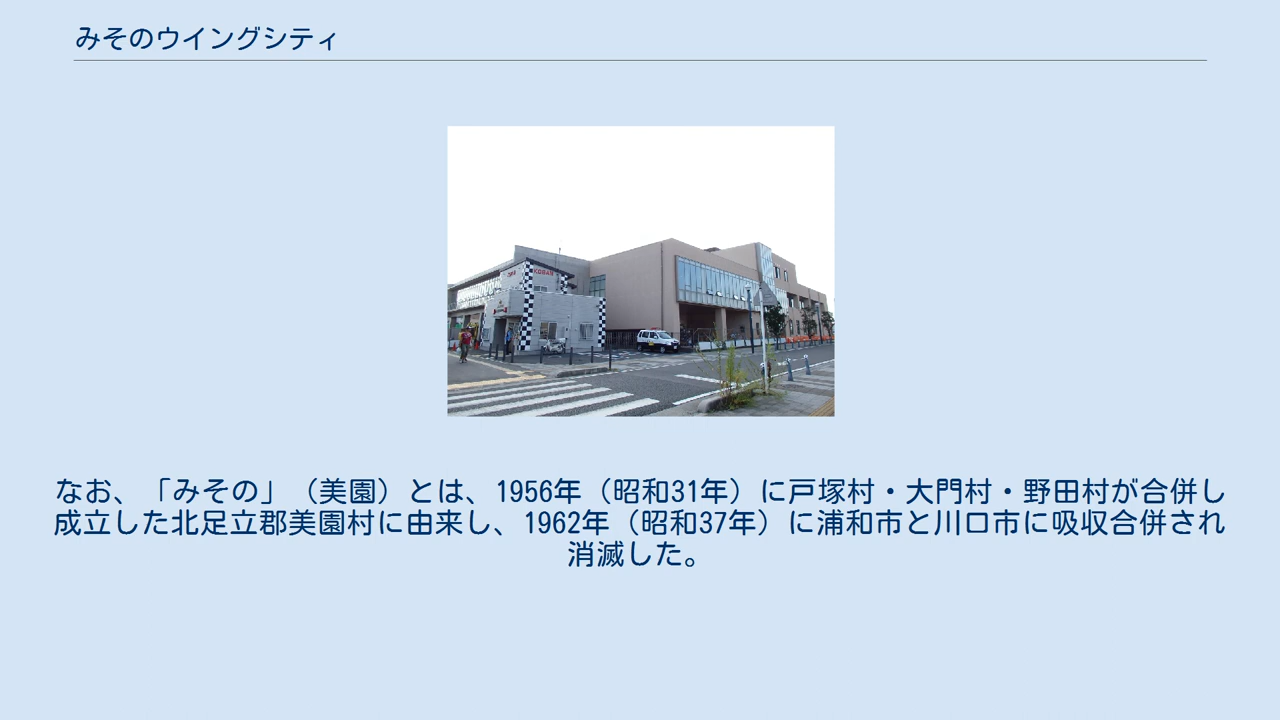 みそのウイングシティ
KOBAN
なお、「みその」（美園）とは、1956年（昭和31年）に戸塚村・大門村・野田村が合併し
成立した北足立郡美園村に由来し、1962年（昭和37年）に浦和市と川口市に吸収合併され
消滅した。